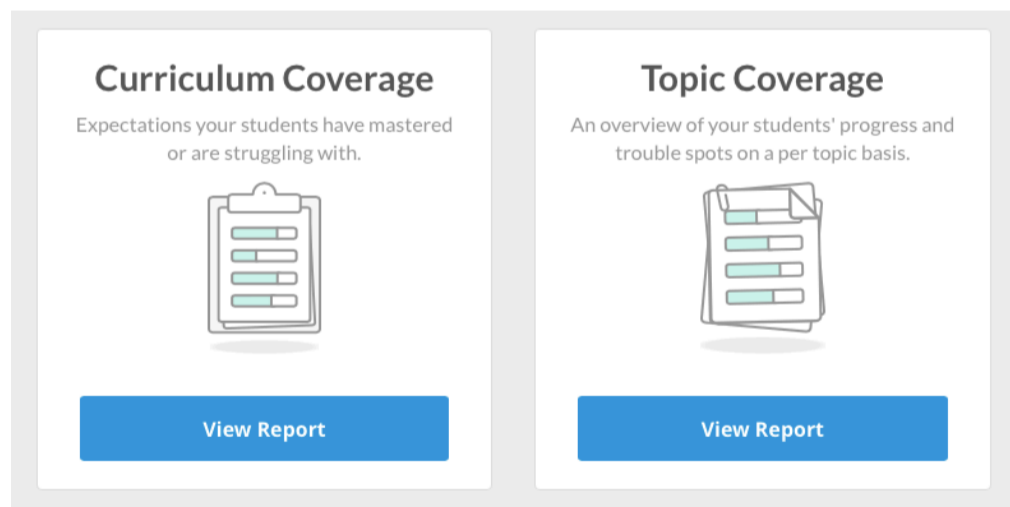 Curriculum Coverage
Expectations your students have mastered
or are struggling with.
View Report
Topic Coverage
An overview of your students' progress and
trouble spots on a per topic basis.
View Report